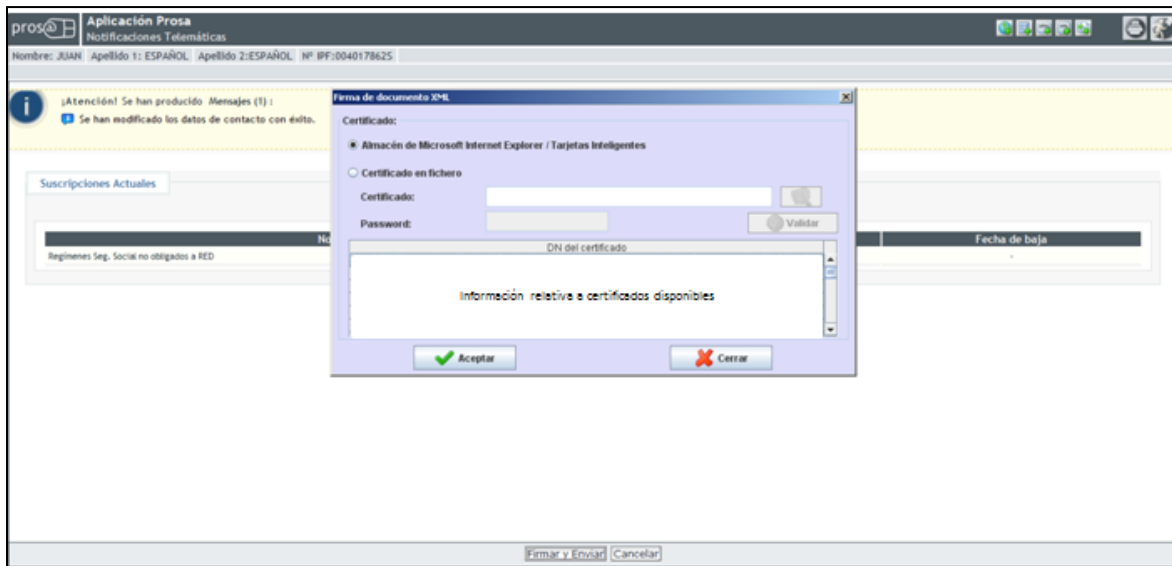 pros@
Aplicación Prosa
Notificaciones Telemáticas
Nombre: JUAN Apellido 1: ESPAÑOL Apellido 2:ESPAÑOL Nº IPF:0040178625
¡Atención! Se han producido Mensajes (1) :
Se han modificado los datos de contacto con éxito.
Firma de documento XML
Certificado:
Almacén de Microsoft Internet Explorer / Tarjetas Inteligentes
Certificado en fichero
Certificado:
Password:
Validar
DN del certificado
Información relativa a certificados disponibles
Aceptar
Cerrar
Suscripciones Actuales
No
Fecha de baja
Regímenes Seg. Social no obligados a RED
-
Firmar y Enviar Cancelar